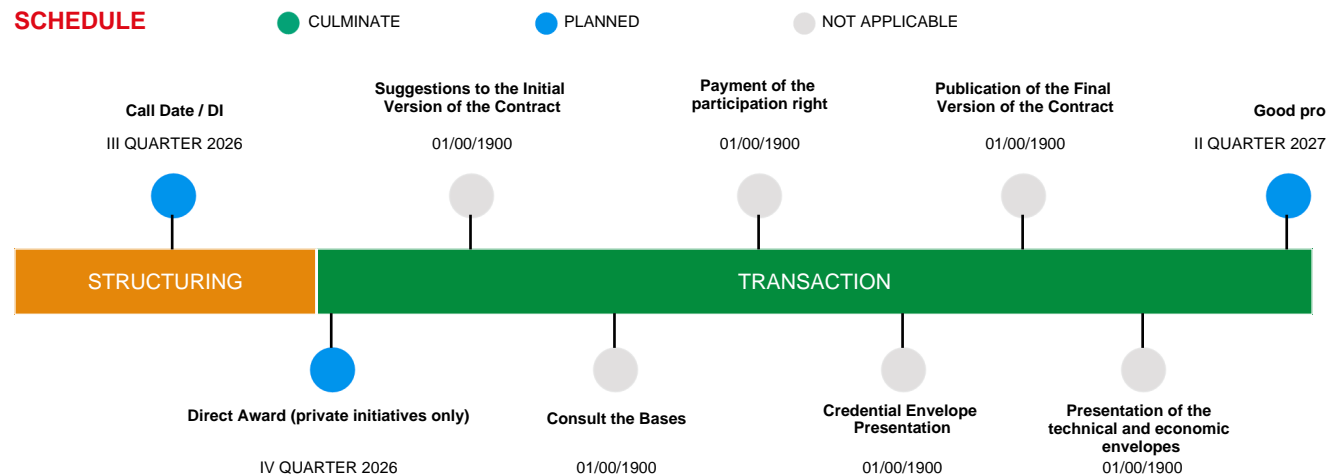 SCHEDULE
CULMINATE
PLANNED
NOT APPLICABLE
Call Date / DI
III QUARTER 2026
Suggestions to the Initial
Version of the Contract
01/00/1900
Payment of the
participation right
01/00/1900
Publication of the Final
Version of the Contract
01/00/1900
Good pro
II QUARTER 2027
STRUCTURING
TRANSACTION
Direct Award (private initiatives only)
IV QUARTER 2026
Consult the Bases
01/00/1900
Credential Envelope
Presentation
01/00/1900
Presentation of the
technical and economic
envelopes
01/00/1900